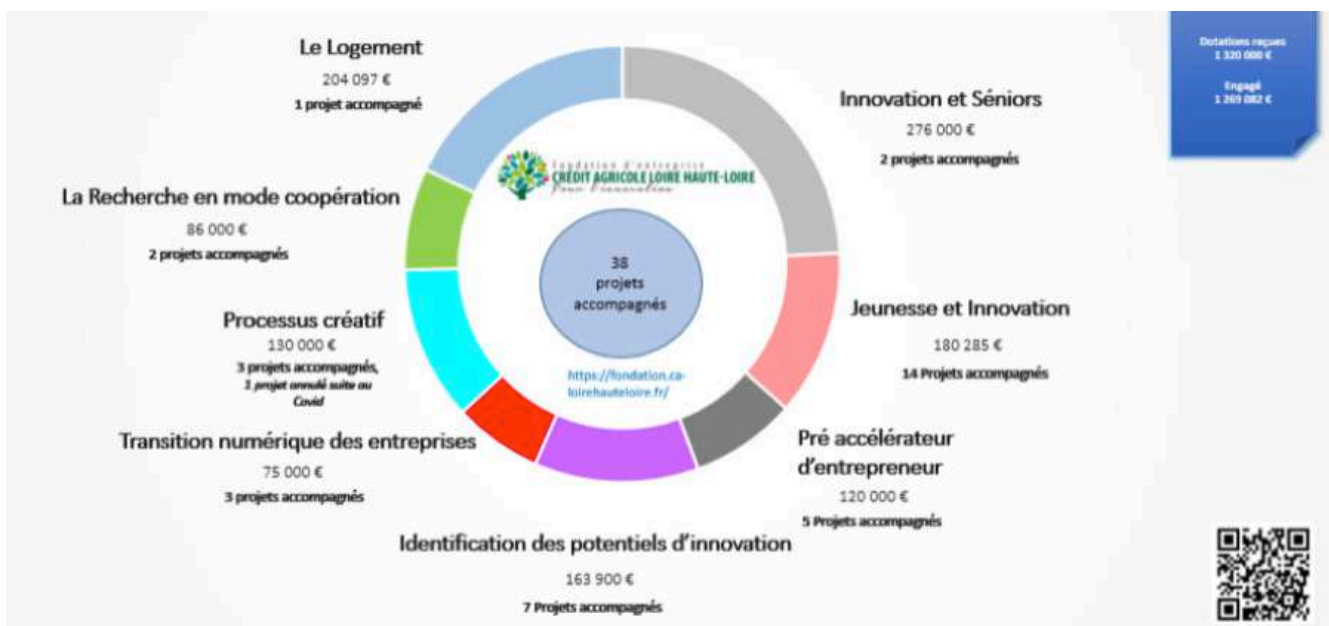 Le Logement
204 097 €
1 projet accompagné
Innovation et Séniors
276 000 €
2 projets accompagnés
Dotations reçues
1 320 000 €
Engagé
1 269 082 €
fondation d'entreprise
CRÉDIT AGRICOLE LOIRE HAUTE-LOIRE
Pour l'innovation
La Recherche en mode coopération
86 000 €
2 projets accompagnés
38
projets
accompagnés
Jeunesse et Innovation
180 285 €
14 Projets accompagnés
Processus créatif
130 000 €
3 projets accompagnés,
1 projet annulé suite au
Covid
https://fondation.ca-
loirehauteloire.fr/
Transition numérique des entreprises
75 000 €
3 projets accompagnés
Pré accélérateur
d'entrepreneur
120 000 €
5 Projets accompagnés
Identification des potentiels d'innovation
163 900 €
7 Projets accompagnés